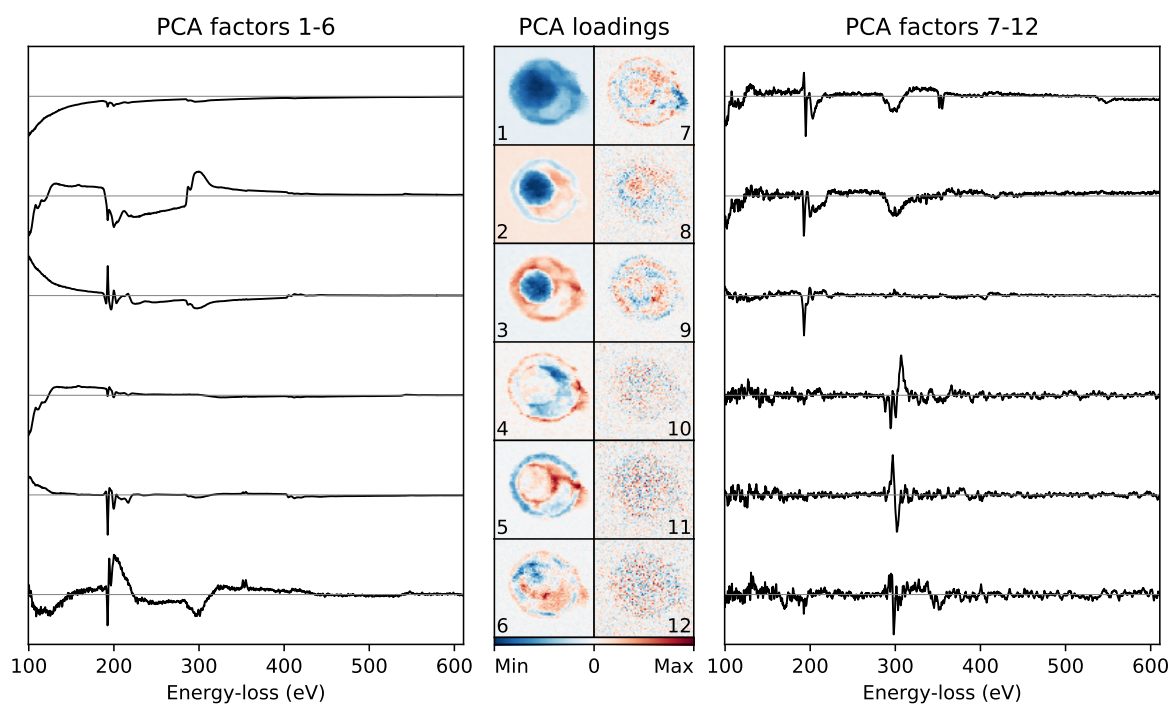 PCA factors 1-6
PCA loadings
PCA factors 7-12
1
7
2
8
3
9
4
10
5
11
6
12
100 200 300 400 500 600
Min 0 Max
100 200 300 400 500 600
Energy-loss (eV)
Energy-loss (eV)